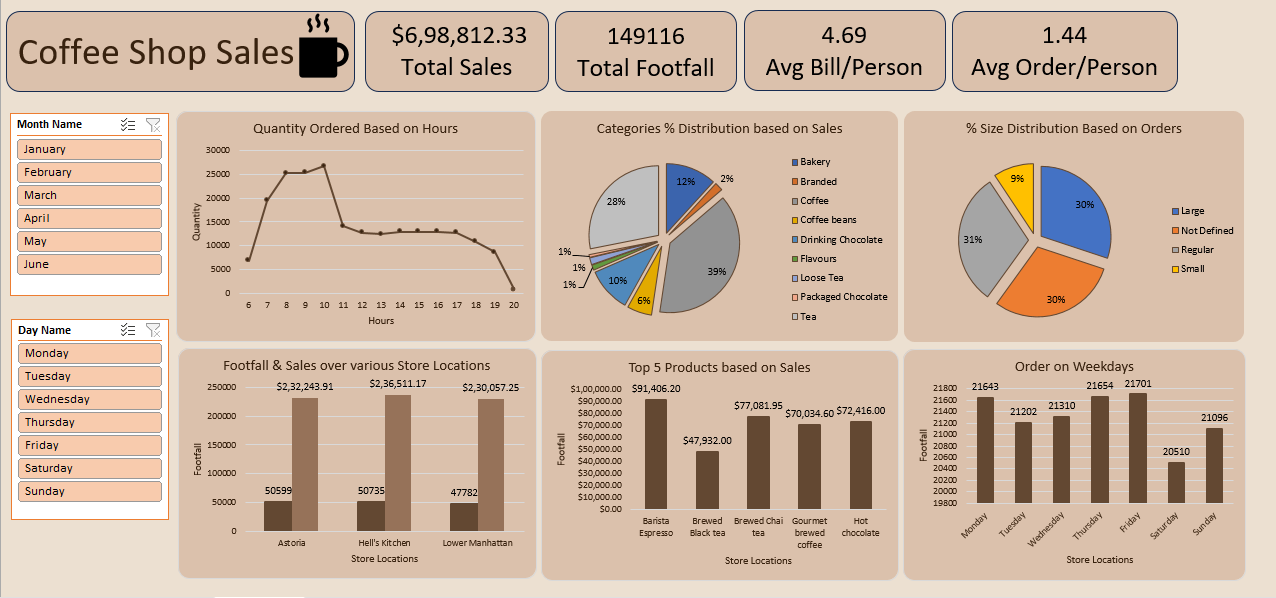 Coffee Shop Sales
$6,98,812.33
Total Sales
149116
Total Footfall
4.69
Avg Bill/Person
1.44
Avg Order/Person
Month Name
January
February
March
April
May
June
Day Name
Monday
Tuesday
Wednesday
Thursday
Friday
Saturday
Sunday
Quantity Ordered Based on Hours
30000
25000
20000
15000
10000
5000
0
Quantity
6 7 8 9 10 11 12 13 14 15 16 17 18 19 20
Hours
Categories % Distribution based on Sales
12%
2%
39%
6%
10%
1%
1%
1%
28%
Bakery
Branded
Coffee
Coffee beans
Drinking Chocolate
Flavours
Loose Tea
Packaged Chocolate
Tea
% Size Distribution Based on Orders
9%
30%
31%
30%
Large
Not Defined
Regular
Small
Footfall & Sales over various Store Locations
250000
200000
150000
100000
50000
0
Footfall
$2,32,243.91
$2,36,511.17
$2,30,057.25
50599
50735
47782
Astoria
Hell's Kitchen
Lower Manhattan
Store Locations
Top 5 Products based on Sales
$1,00,000.00
$90,000.00
$80,000.00
$70,000.00
$60,000.00
$50,000.00
$40,000.00
$30,000.00
$20,000.00
$10,000.00
$0.00
Footfall
$91,406.20
$47,932.00
$77,081.95
$70,034.60
$72,416.00
Barista
Espresso
Brewed
Black tea
Brewed Chai
tea
Gourmet
brewed
coffee
Hot
chocolate
Store Locations
Order on Weekdays
21800
21600
21400
21200
21000
20800
20600
20400
20200
20000
19800
Footfall
21643
21202
21310
21654
21701
20510
21096
Monday
Tuesday
Wednesday
Thursday
Friday
Saturday
Sunday
Store Locations